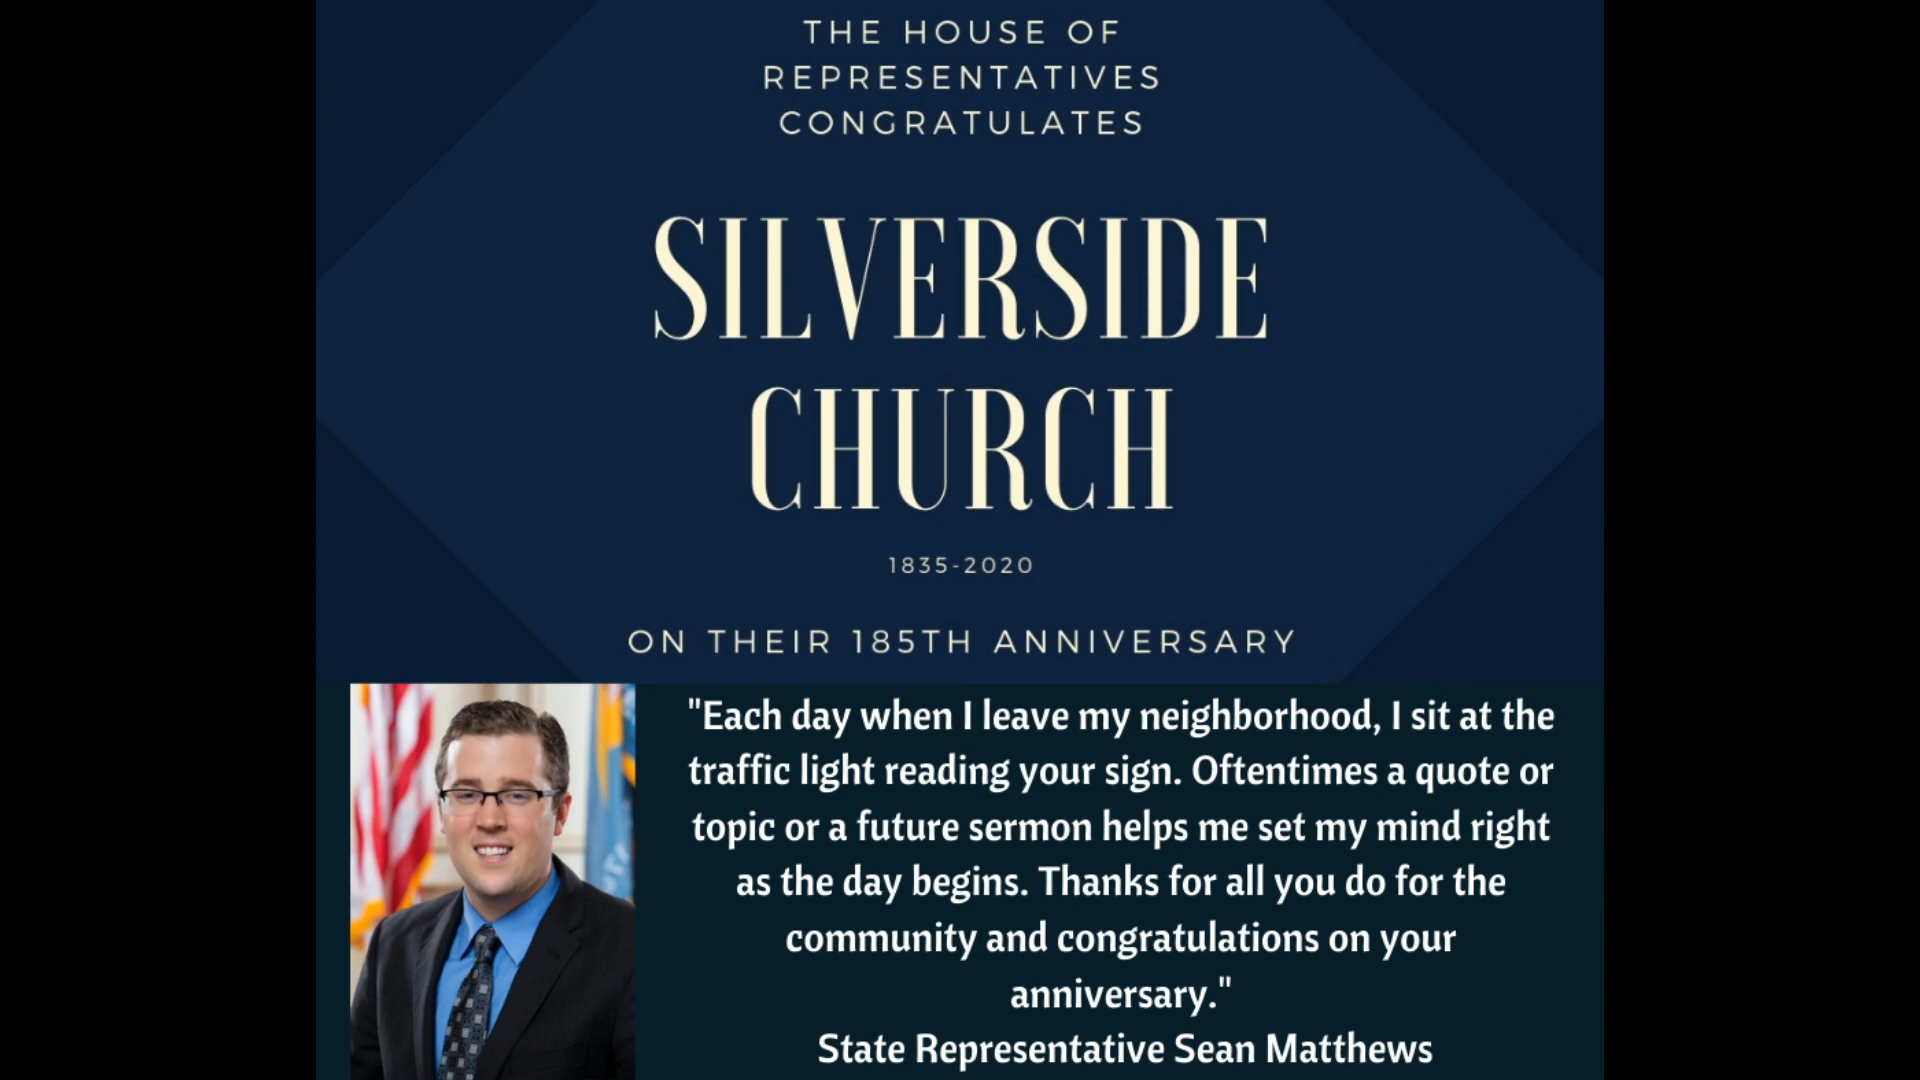 THE HOUSE OF
REPRESENTATIVES
CONGRATULATES
SILVERSIDE
CHURCH
1835-2020
ON THEIR 185TH ANNIVERSARY
"Each day when I leave my neighborhood, I sit at the
traffic light reading your sign. Oftentimes a quote or
topic or a future sermon helps me set my mind right
as the day begins. Thanks for all you do for the
community and congratulations on your
anniversary."
State Representative Sean Matthews